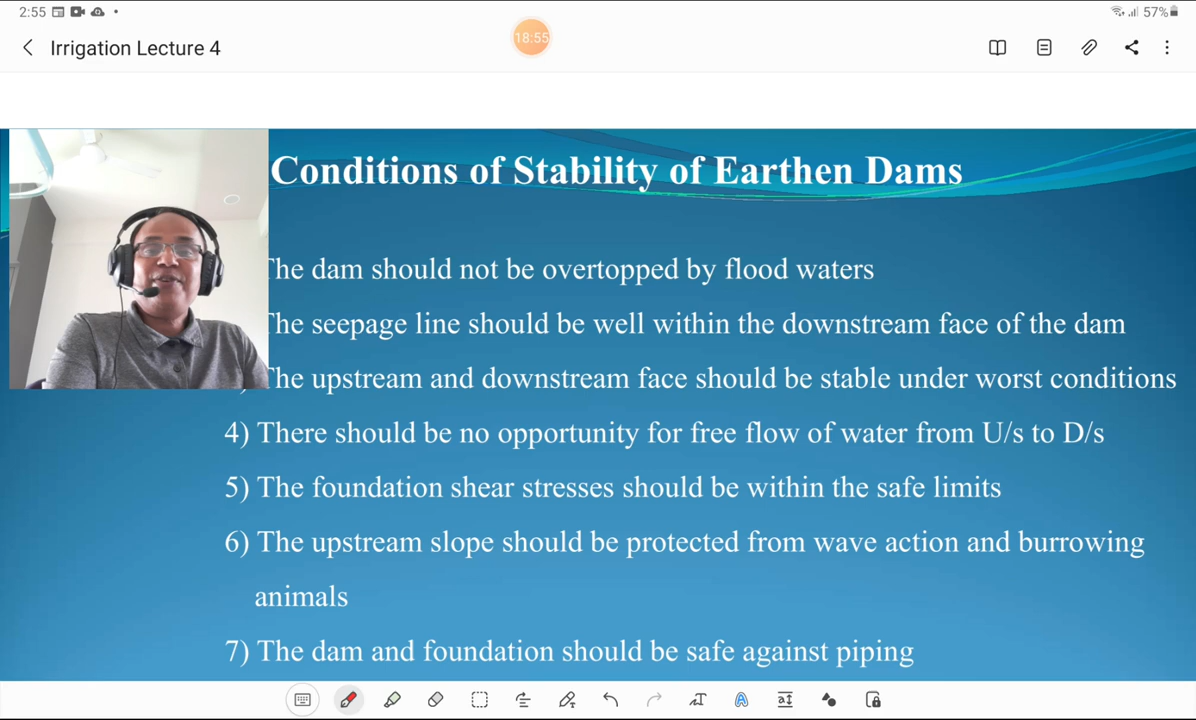 2:55
57%
Irrigation Lecture 4
18:55
Conditions of Stability of Earthen Dams
The dam should not be overtopped by flood waters
The seepage line should be well within the downstream face of the dam
The upstream and downstream face should be stable under worst conditions
4) There should be no opportunity for free flow of water from U/s to D/s
5) The foundation shear stresses should be within the safe limits
6) The upstream slope should be protected from wave action and burrowing
animals
7) The dam and foundation should be safe against piping